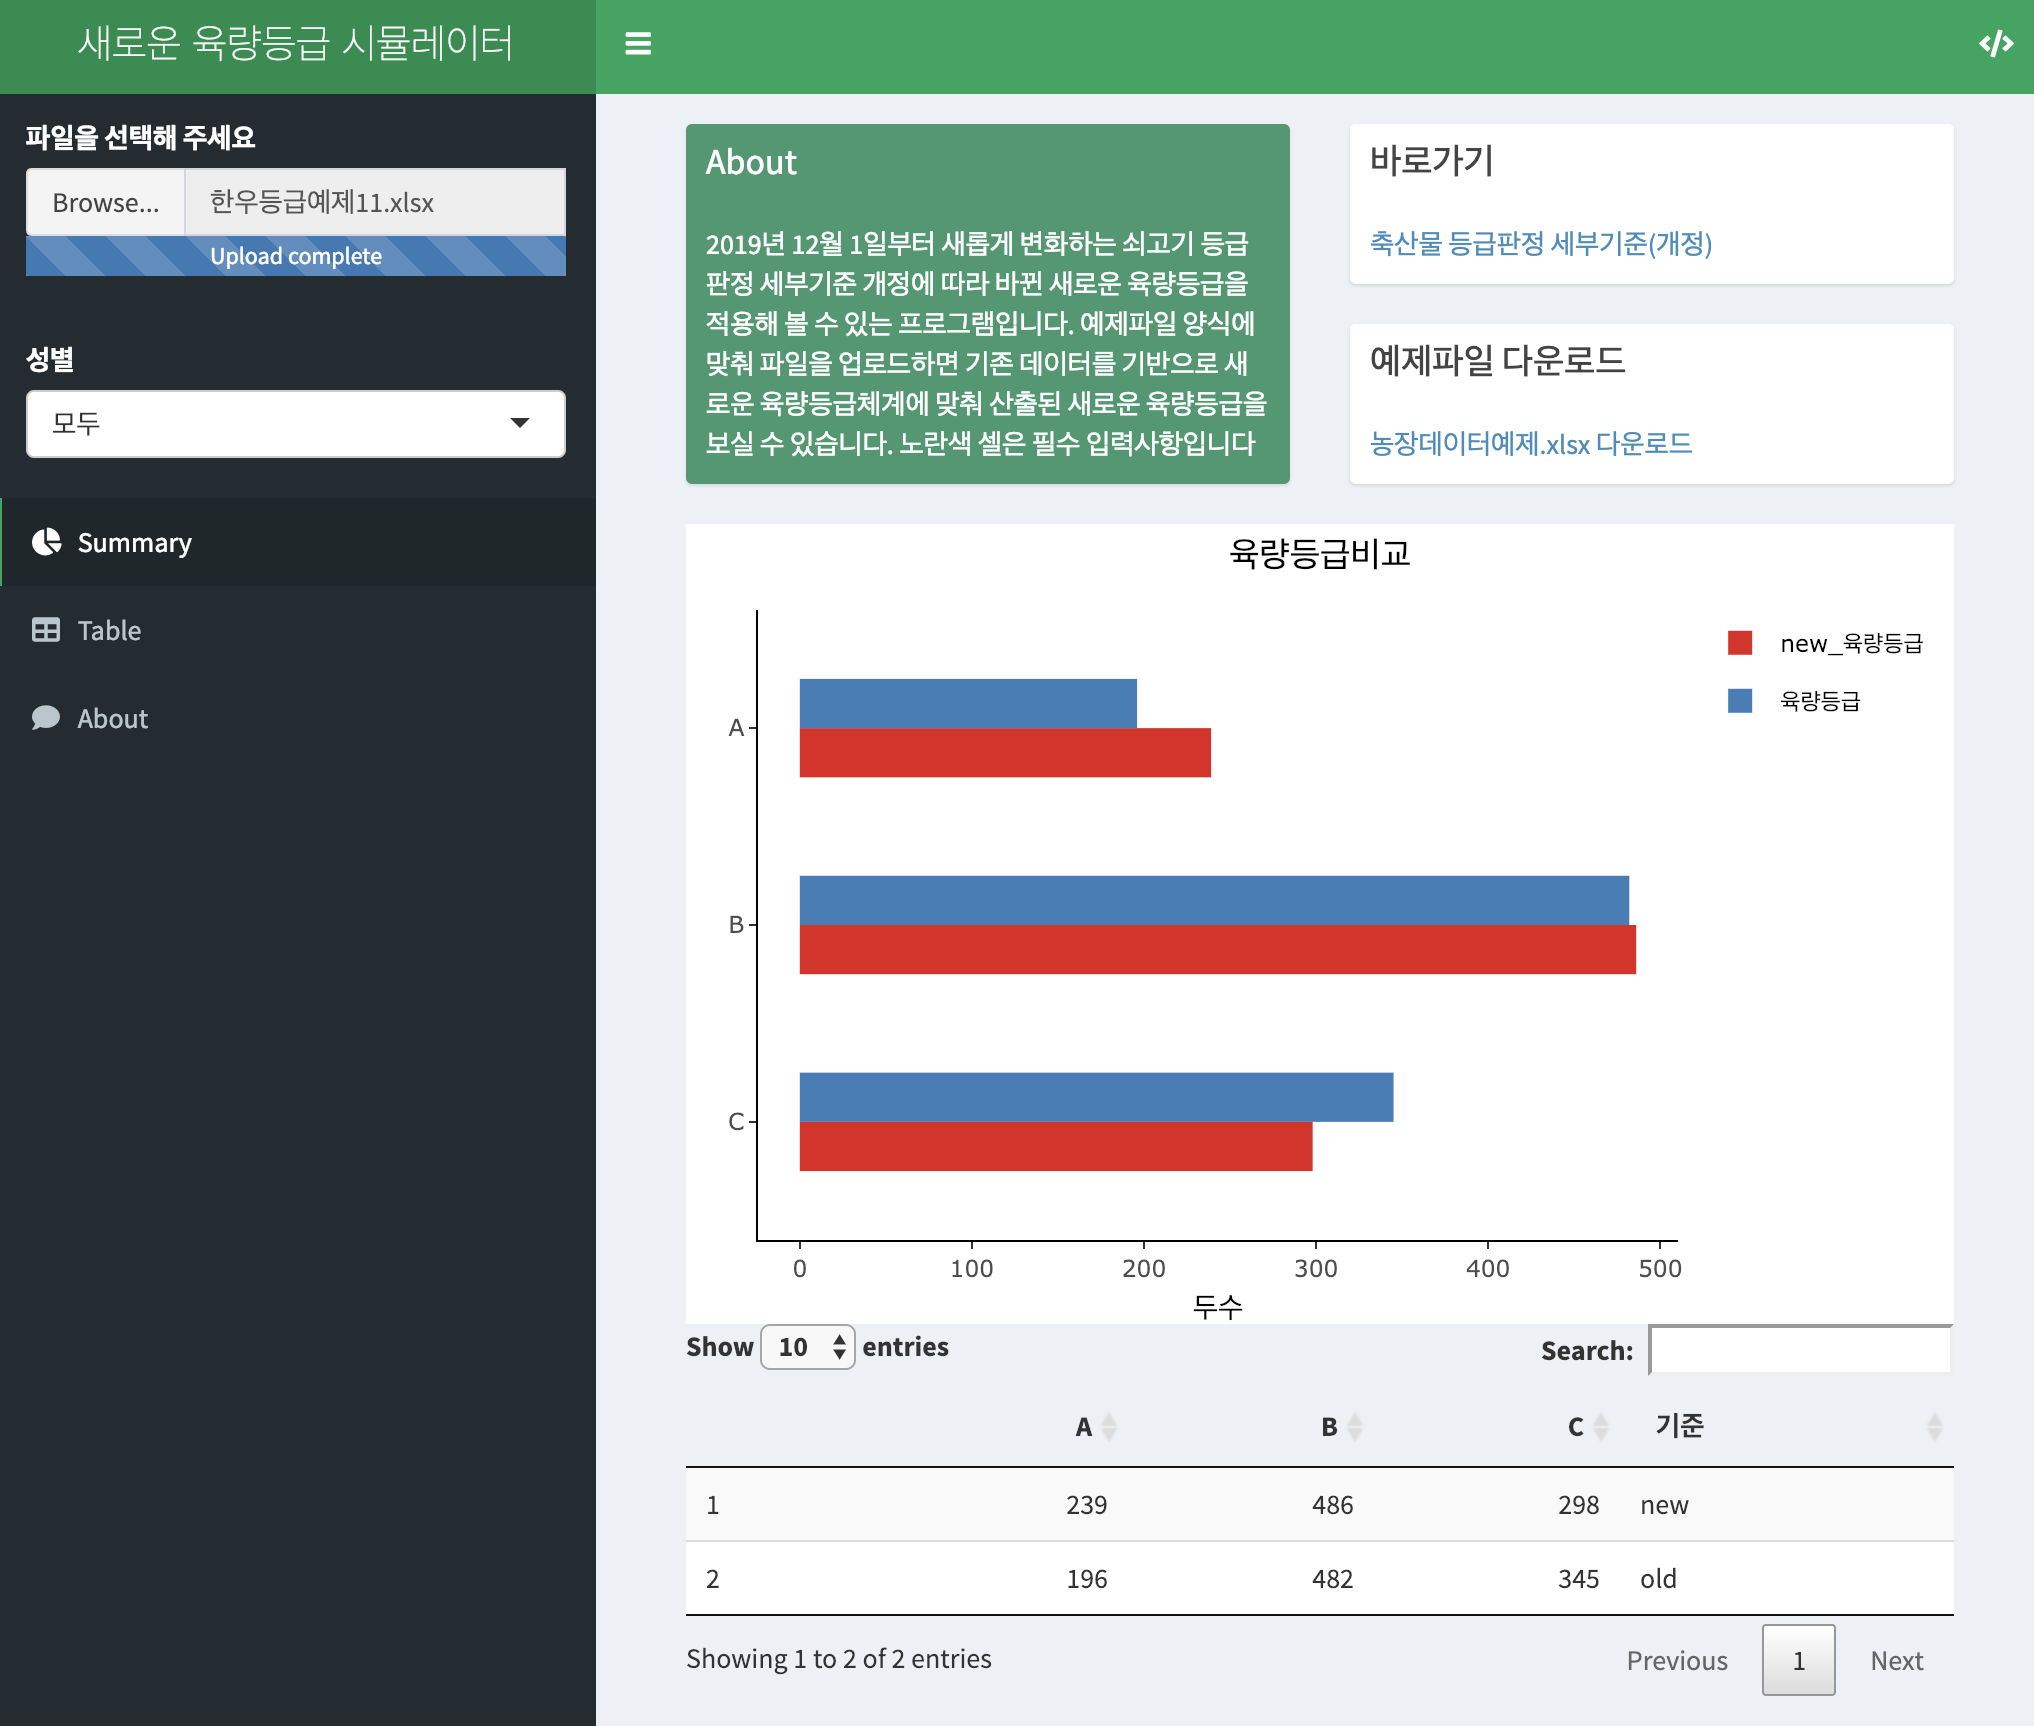 새로운 육량등급 시뮬레이터
파일을 선택해 주세요
Browse... 한우등급예제11.xlsx
Upload complete
성별
모두
Summary
Table
About
About
2019년 12월 1일부터 새롭게 변화하는 쇠고기 등급
판정 세부기준 개정에 따라 바뀐 새로운 육량등급을
적용해 볼 수 있는 프로그램입니다. 예제파일 양식에
맞춰 파일을 업로드하면 기존 데이터를 기반으로 새
로운 육량등급체계에 맞춰 산출된 새로운 육량등급을
보실 수 있습니다. 노란색 셀은 필수 입력사항입니다
바로가기
축산물 등급판정 세부기준(개정)
예제파일 다운로드
농장데이터예제.xlsx 다운로드
육량등급비교
new_육량등급
육량등급
A
B
C
0 100 200 300 400 500
두수
Show 10 entries
Search:
A B C 기준
1 239 486 298 new
2 196 482 345 old
Showing 1 to 2 of 2 entries
Previous 1 Next